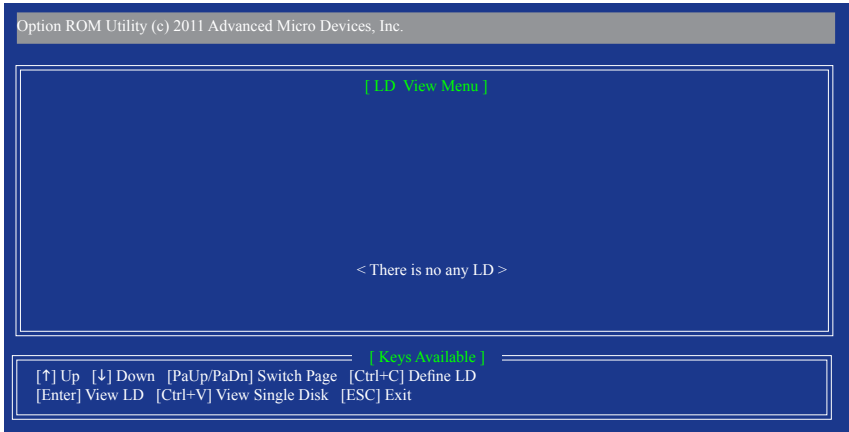 Option ROM Utility (c) 2011 Advanced Micro Devices, Inc.
[ LD  View Menu ]
< There is no any LD >
[ Keys Available ]
[↑] Up  [↓] Down  [PaUp/PaDn] Switch Page  [Ctrl+C] Define LD
[Enter] View LD  [Ctrl+V] View Single Disk  [ESC] Exit